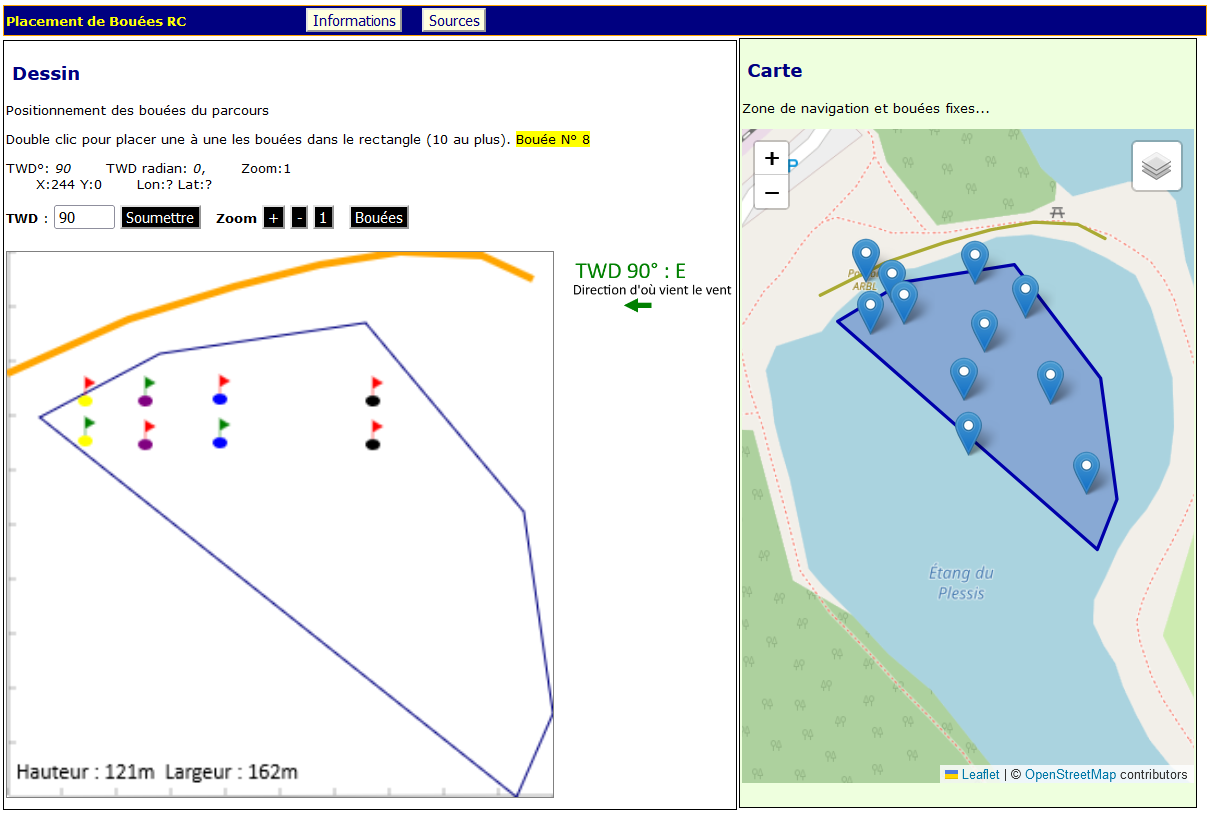 Placement de Bouées RC
Informations
Sources
Dessin
Positionnement des bouées du parcours
Double clic pour placer une à une les bouées dans le rectangle (10 au plus). Bouée N° 8
TWD°: 90 TWD radian: 0, Zoom:1
X:244 Y:0 Lon:? Lat:?
TWD : 90 Soumettre Zoom + - 1 Bouées
TWD 90° : E
Direction d'où vient le vent
Hauteur : 121m Largeur : 162m
Carte
Zone de navigation et bouées fixes...
+
−
P
ARBL
Étang du
Plessis
Leaflet | © OpenStreetMap contributors